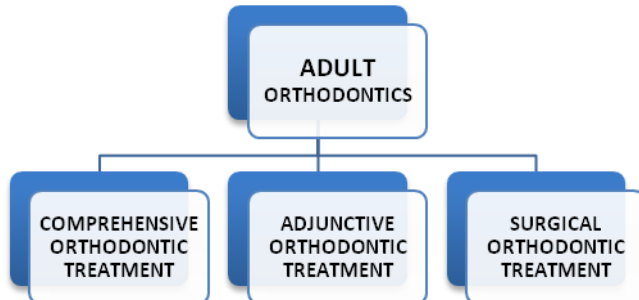 ADULT
ORTHODONTICS
COMPREHENSIVE
ORTHODONTIC
TREATMENT
ADJUNCTIVE
ORTHODONTIC
TREATMENT
SURGICAL
ORTHODONTIC
TREATMENT